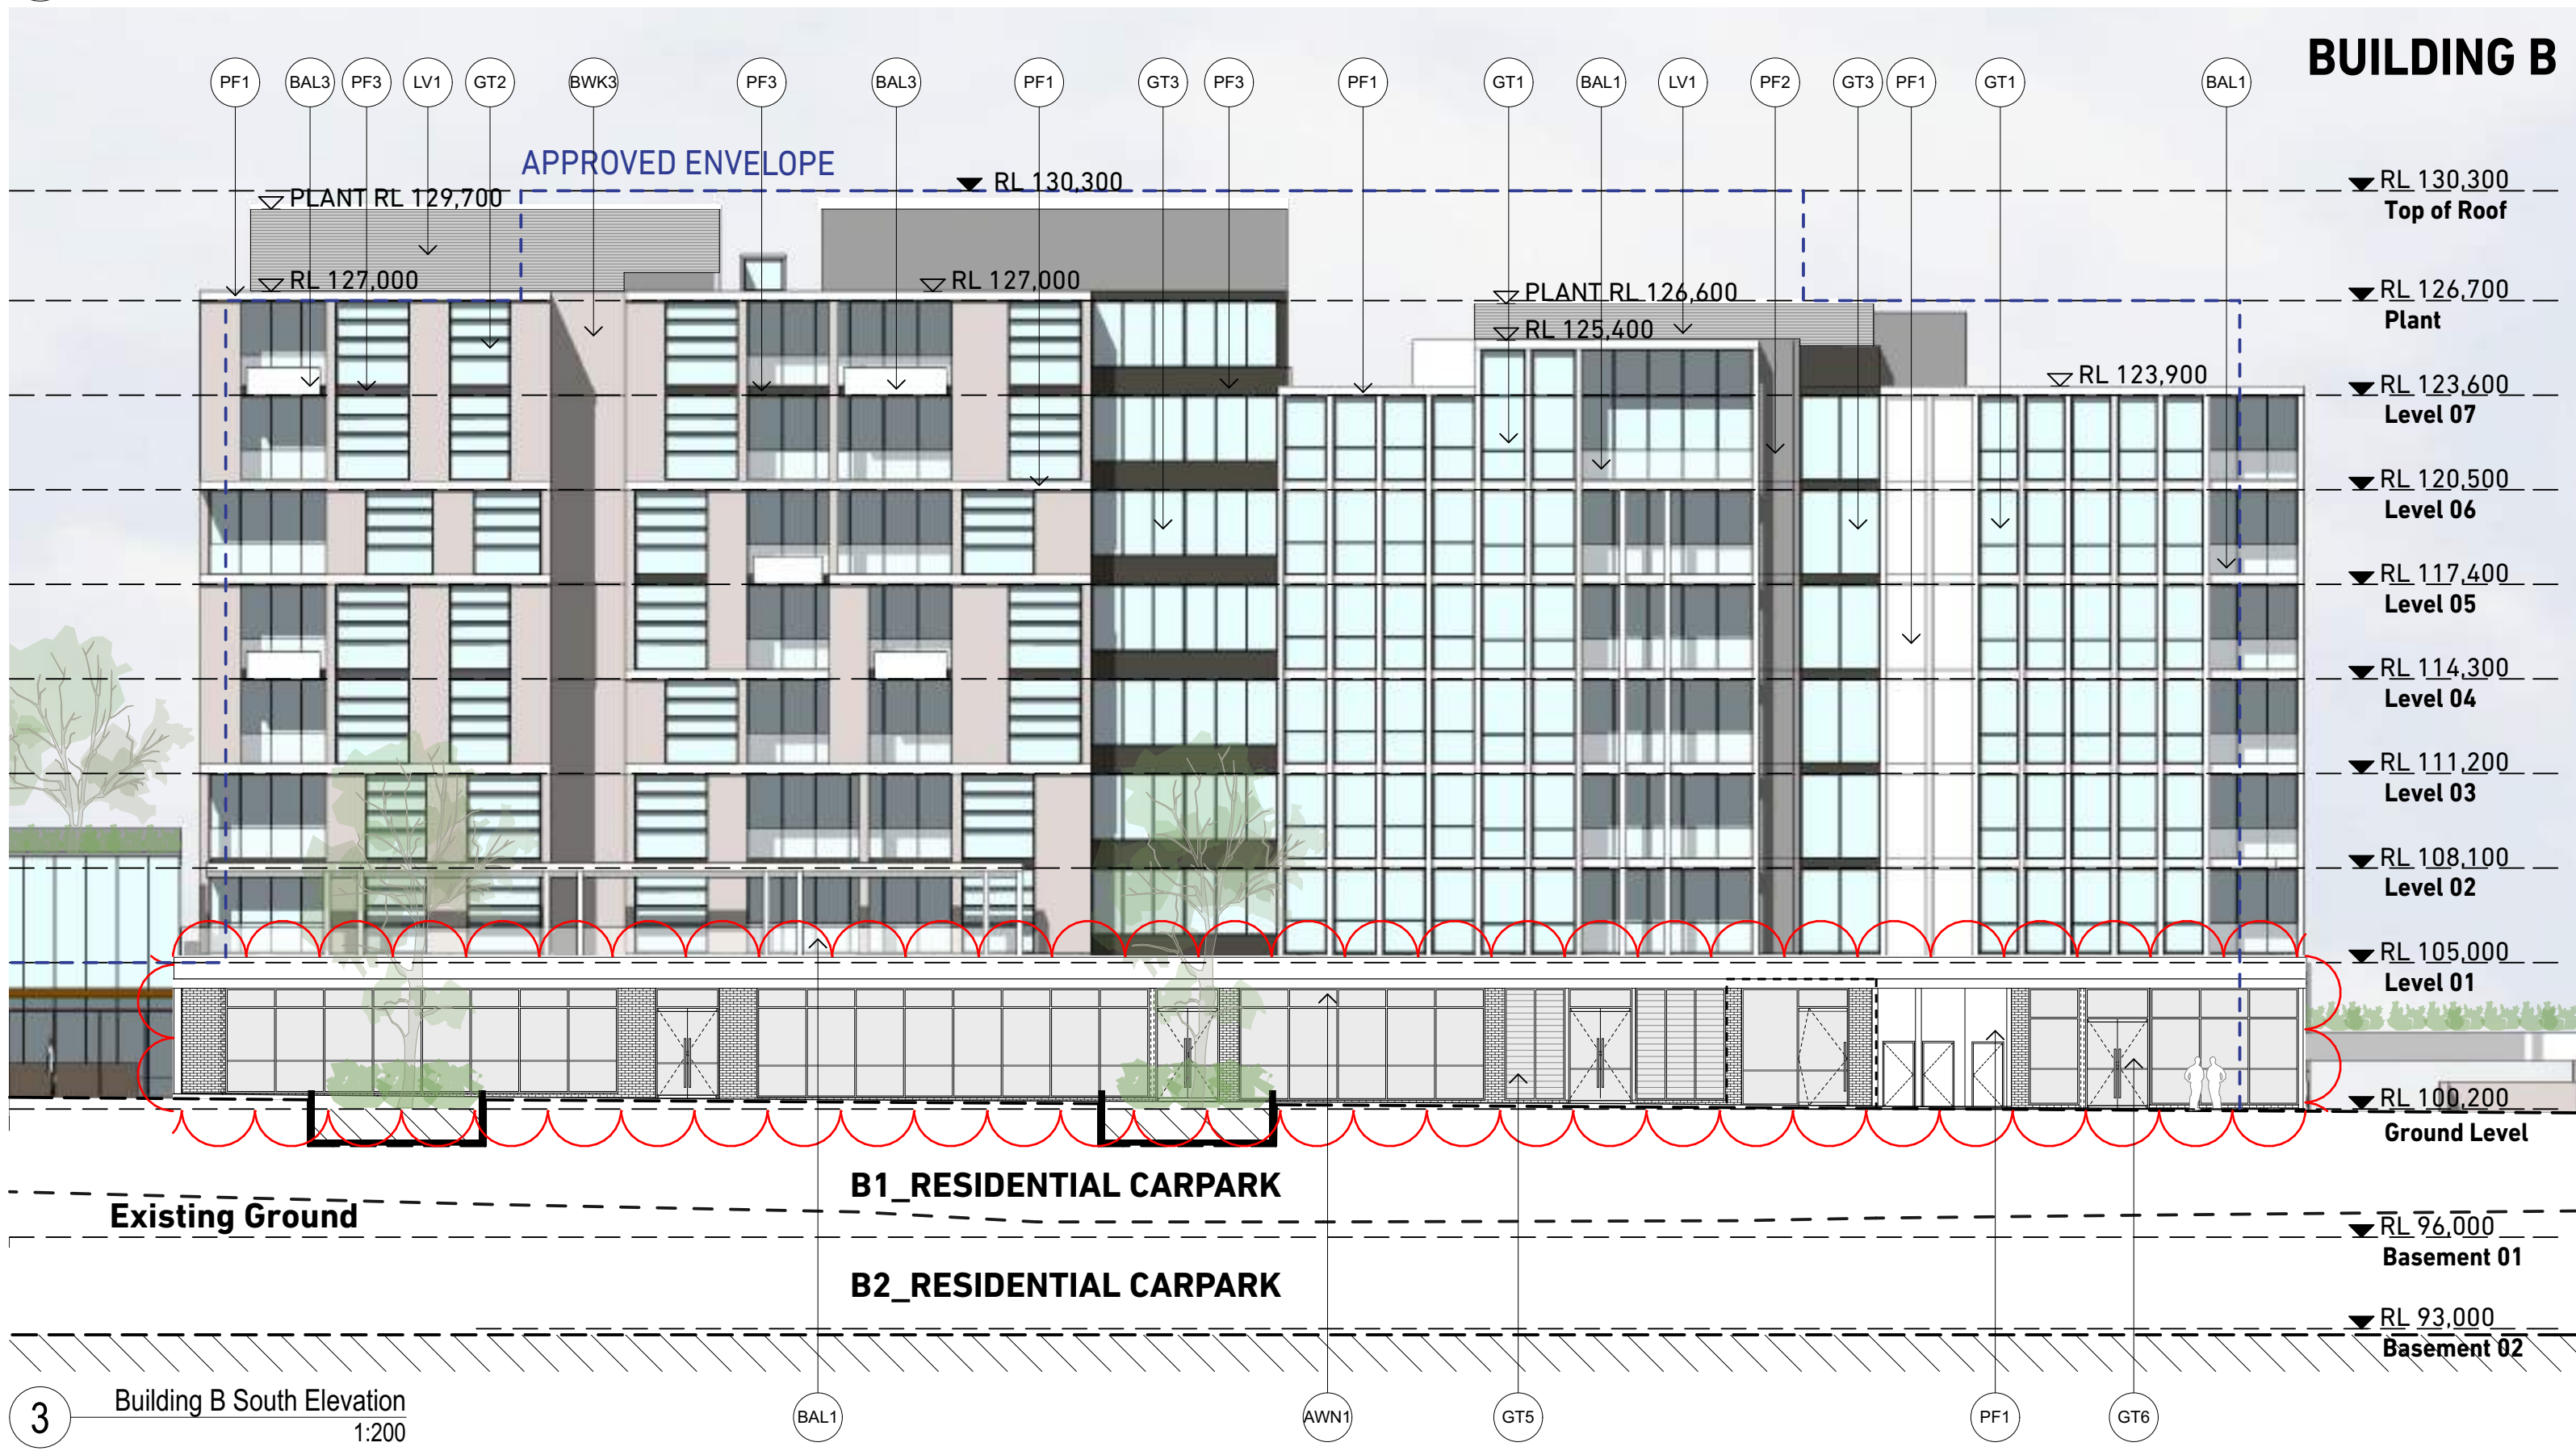 BUILDING B
PF1 BAL3 PF3 LV1 GT2 BWK3 PF3 BAL3 PF1 GT3 PF3 PF1 GT1 BAL1 LV1 PF2 GT3 PF1 GT1 BAL1
APPROVED ENVELOPE
PLANT RL 129,700
RL 130,300
RL 130,300
Top of Roof
RL 127,000
RL 127,000
PLANT RL 126,600
RL 126,700
Plant
RL 125,400
RL 123,900
RL 123,600
Level 07
RL 120,500
Level 06
RL 117,400
Level 05
RL 114,300
Level 04
RL 111,200
Level 03
RL 108,100
Level 02
RL 105,000
Level 01
RL 100,200
Ground Level
B1_RESIDENTIAL CARPARK
Existing Ground
RL 96,000
Basement 01
B2_RESIDENTIAL CARPARK
RL 93,000
Basement 02
3 Building B South Elevation
1:200
BAL1 AWN1 GT5 PF1 GT6